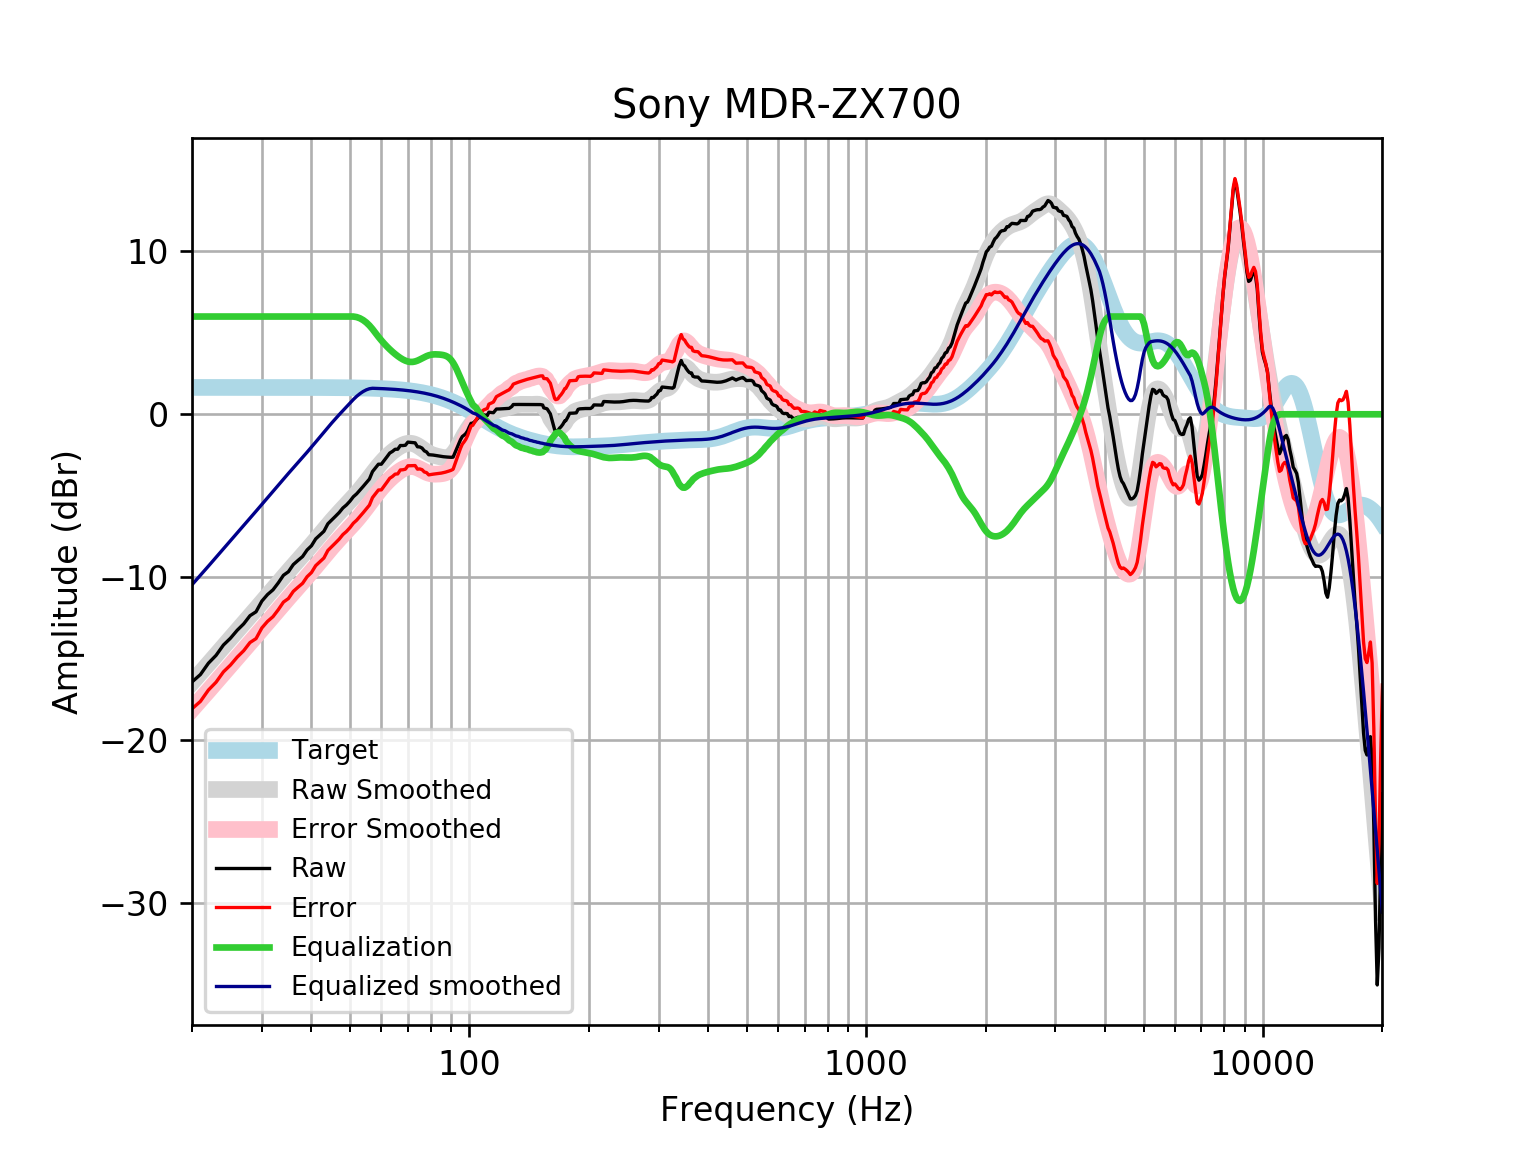 Sony MDR-ZX700
Amplitude (dBr)
10
0
−10
−20
−30
Target
Raw Smoothed
Error Smoothed
Raw
Error
Equalization
Equalized smoothed
100
1000
10000
Frequency (Hz)